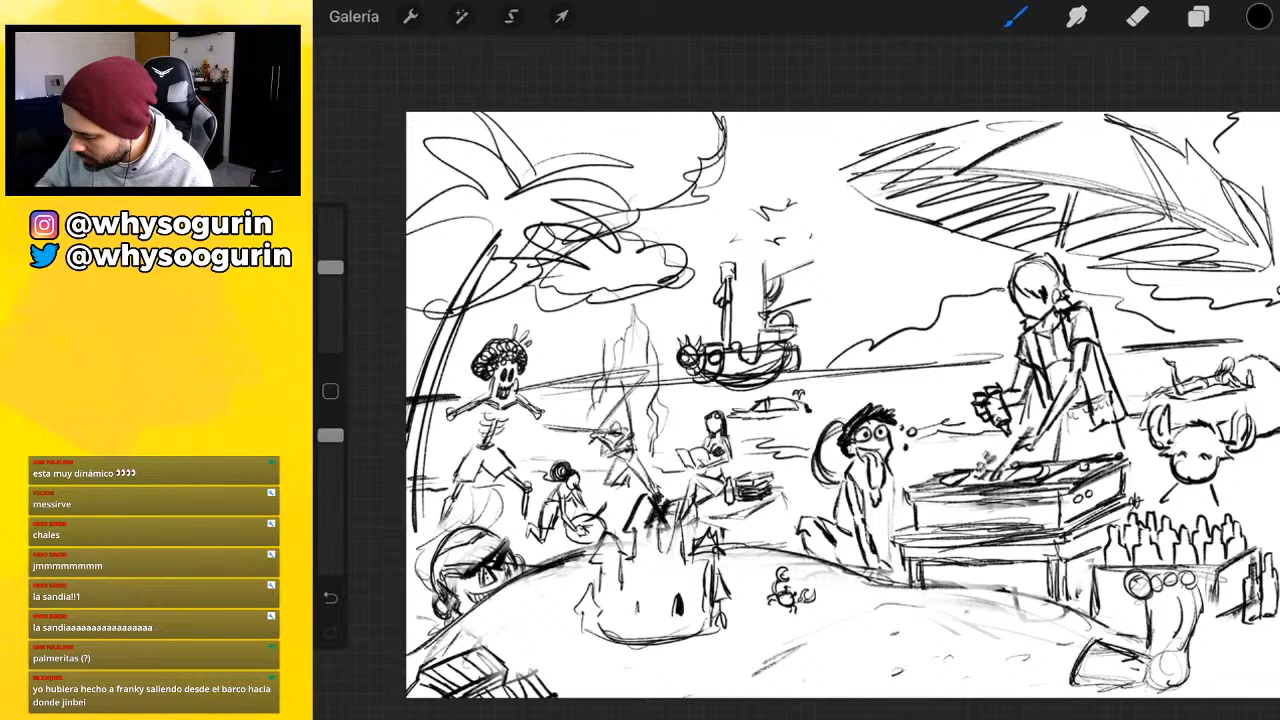 Galería
@whysogurin
@whysoogurin
esta muy dinámico ????
messirve
chales
jmmmmmmmm
la sandia!!1
la sandiaaaaaaaaaaaaaaaaa
palmeritas (?)
yo hubiera hecho a franky saliendo desde el barco hacia
donde jinbei